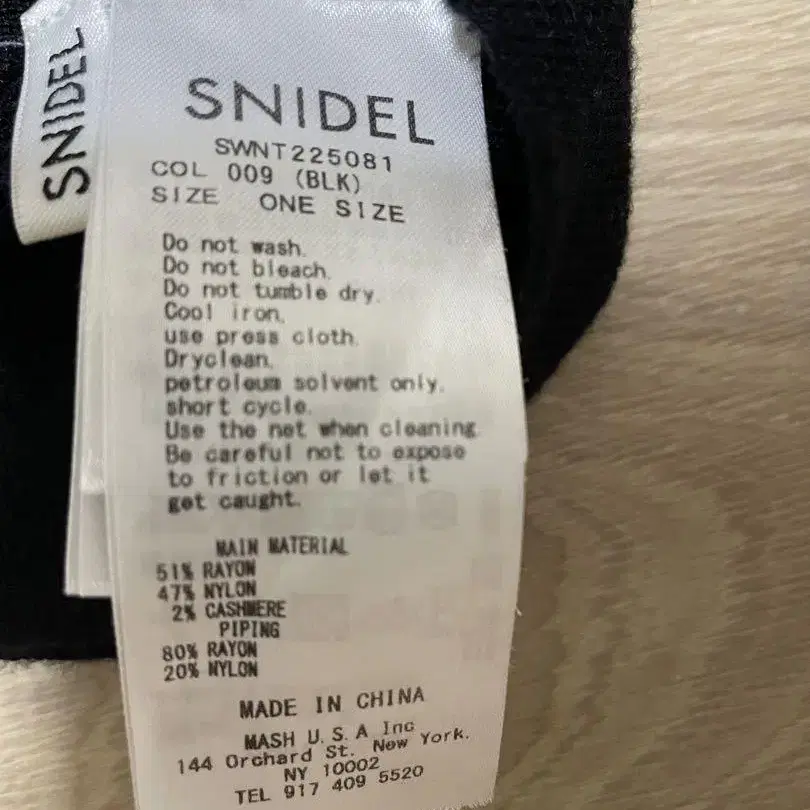 SNIDEL
SNIDEL
SWNT225081
COL 009 (BLK)
SIZE ONE SIZE
Do not wash.
Do not bleach.
Do not tumble dry.
Cool iron.
use press cloth.
Dryclean.
petroleum solvent only.
short cycle.
Use the net when cleaning
Be careful not to expose
to friction or let it
get caught.
MAIN MATERIAL
51% RAYON
47% NYLON
2% CASHMERE
PIPING
80% RAYON
20% NYLON
MADE IN CHINA
MASH U.S.A Inc
144 Orchard St. New York.
NY 10002
TEL 917 409 5520